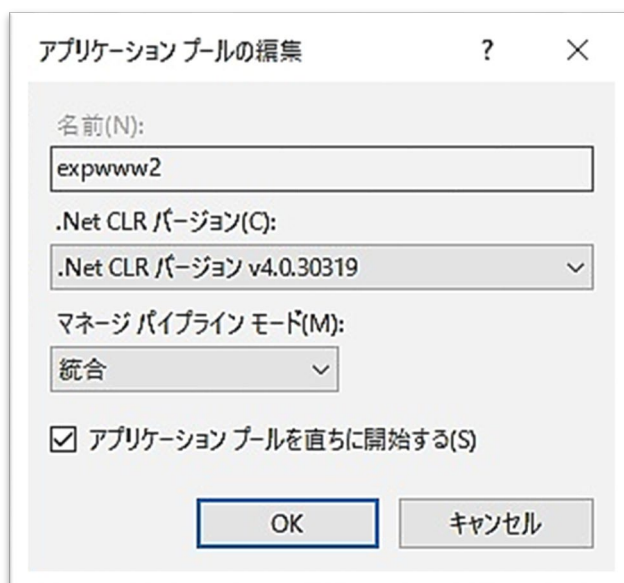 アプリケーション プールの編集 ?
名前(N):
expwww2
.Net CLR バージョン(C):
.Net CLR バージョン v4.0.30319
マネージ パイプライン モード(M):
統合
アプリケーション プールを直ちに開始する(S)
OK キャンセル